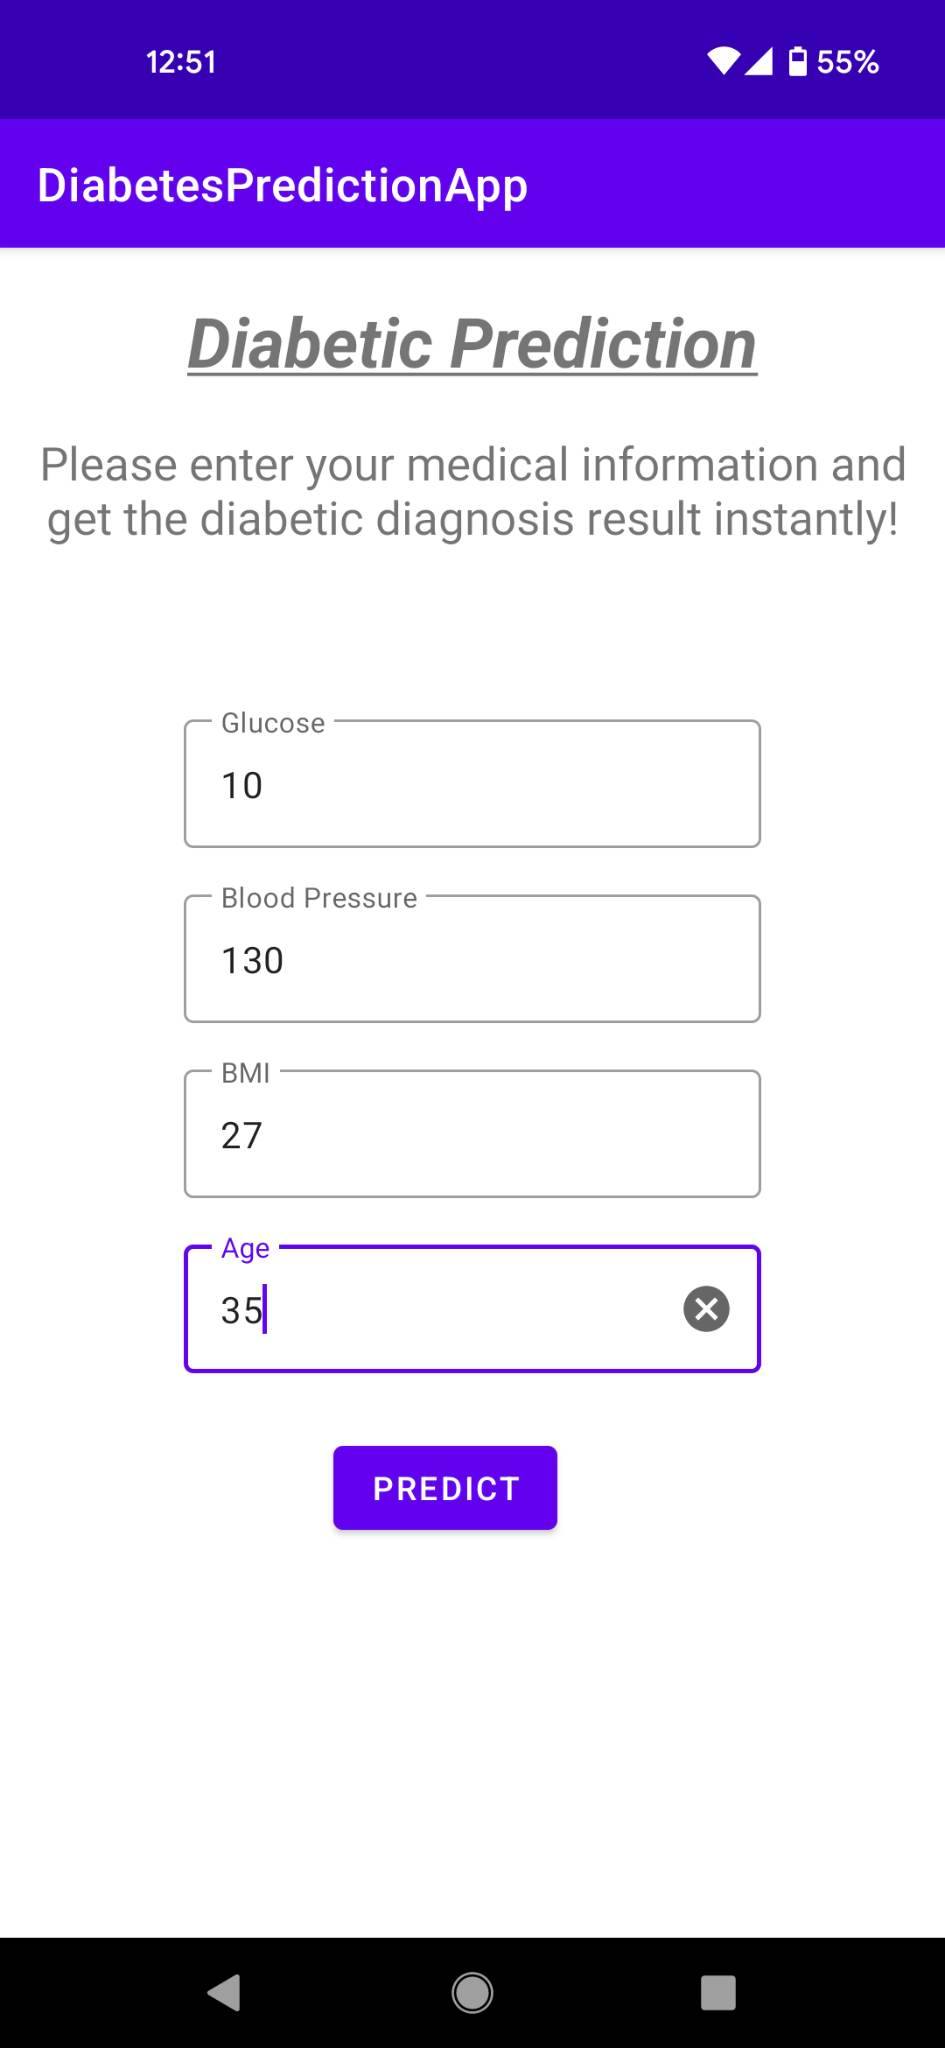 12:51 55%
DiabetesPredictionApp
Diabetic Prediction
Please enter your medical information and
get the diabetic diagnosis result instantly!
Glucose
10
Blood Pressure
130
BMI
27
Age
35
PREDICT